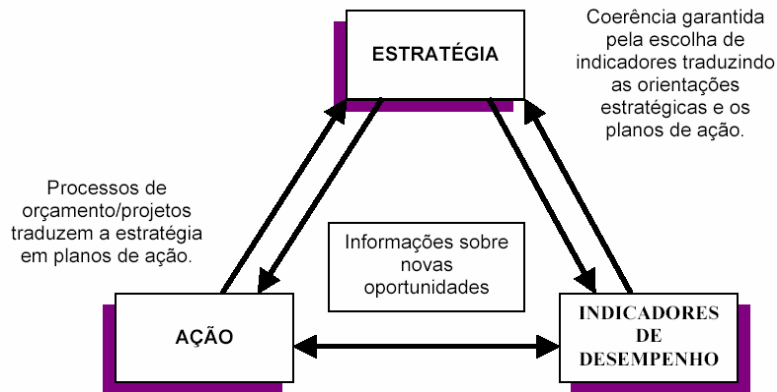 ESTRATÉGIA
Coerência garantida
pela escolha de
indicadores traduzindo
as orientações
estratégicas e os
planos de ação.
Processos de
orçamento/projetos
traduzem a estratégia
em planos de ação.
Informações sobre
novas
oportunidades
AÇÃO
INDICADORES
DE
DESEMPENHO